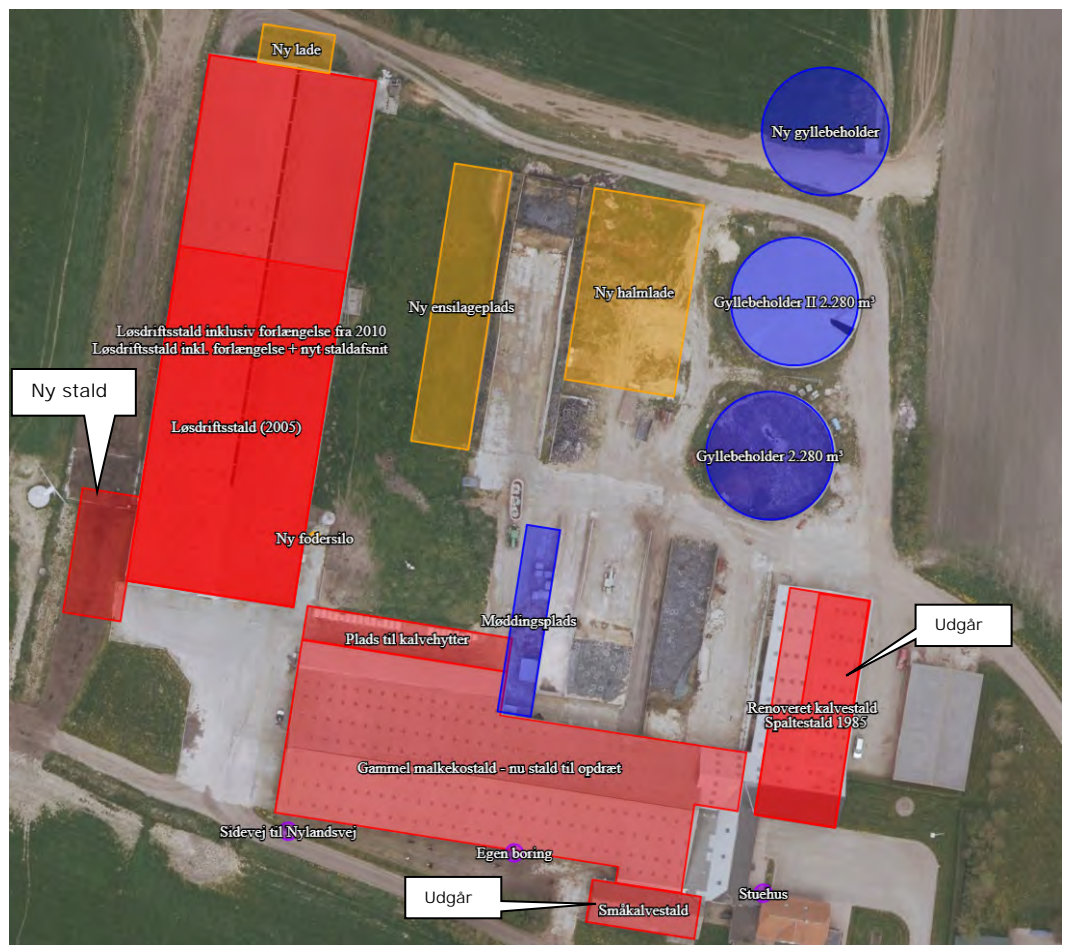 Ny lade
Ny gyllebeholder
Ny ensilageplads
Ny halmlade
Gyllebeholder II 2.280 m³
Løsdriftsstald inklusiv forlængelse fra 2010
Løsdriftsstald inkl. forlængelse + nyt staldafsnit
Ny stald
Løsdriftsstald (2005)
Gyllebeholder 2.280 m³
Ny fodersilo
Møddingsplads
Plads til kalvehytter
Udgår
Renoveret kalvestald
Spaltestald 1985
Gammel malkekostald - nu stald til opdræt
Sidevej til Nylandsvej
Egen boring
Stuehus
Udgår
Småkalvestald